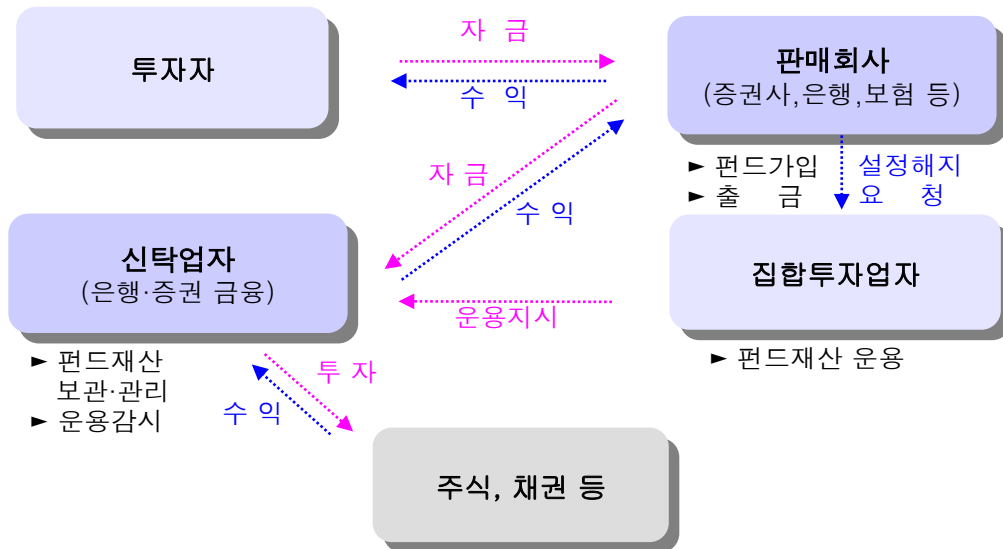 투자자
자 금
수 익
판매회사
(증권사,은행,보험 등)
► 펀드가입
► 출 금
설정해지
요 청
자 금
수 익
신탁업자
(은행·증권 금융)
집합투자업자
운용지시
► 펀드재산
보관·관리
► 운용감시
► 펀드재산 운용
투 자
수 익
주식, 채권 등